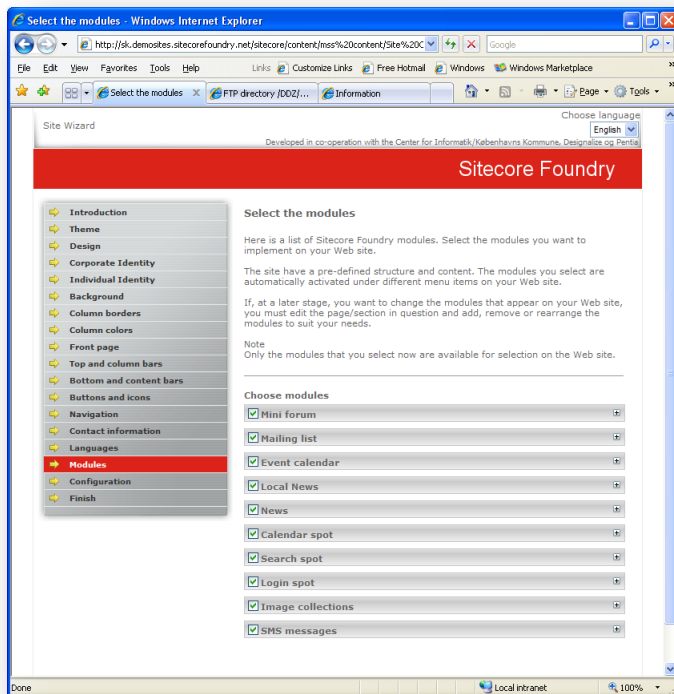 Select the modules - Windows Internet Explorer
http://sk.demosites.sitecorefoundry.net/sitecore/content/mss%20content/Site%20C
Google
File Edit View Favorites Tools Help
Links Customize Links Free Hotmail Windows Windows Marketplace
Select the modules
FTP directory /DDZ/...
Information
Page Tools
Site Wizard
Choose language
English
Developed in co-operation with the Center for Informatik/Københavns Kommune, Designalize og Pentia
Sitecore Foundry
Introduction
Theme
Design
Corporate Identity
Individual Identity
Background
Column borders
Column colors
Front page
Top and column bars
Bottom and content bars
Buttons and icons
Navigation
Contact information
Languages
Modules
Configuration
Finish
Select the modules
Here is a list of Sitecore Foundry modules. Select the modules you want to
implement on your Web site.
The site have a pre-defined structure and content. The modules you select are
automatically activated under different menu items on your Web site.
If, at a later stage, you want to change the modules that appear on your Web site,
you must edit the page/section in question and add, remove or rearrange the
modules to suit your needs.
Note
Only the modules that you select now are available for selection on the Web site.
Choose modules
Mini forum
Mailing list
Event calendar
Local News
News
Calendar spot
Search spot
Login spot
Image collections
SMS messages
Done
Local intranet
100%